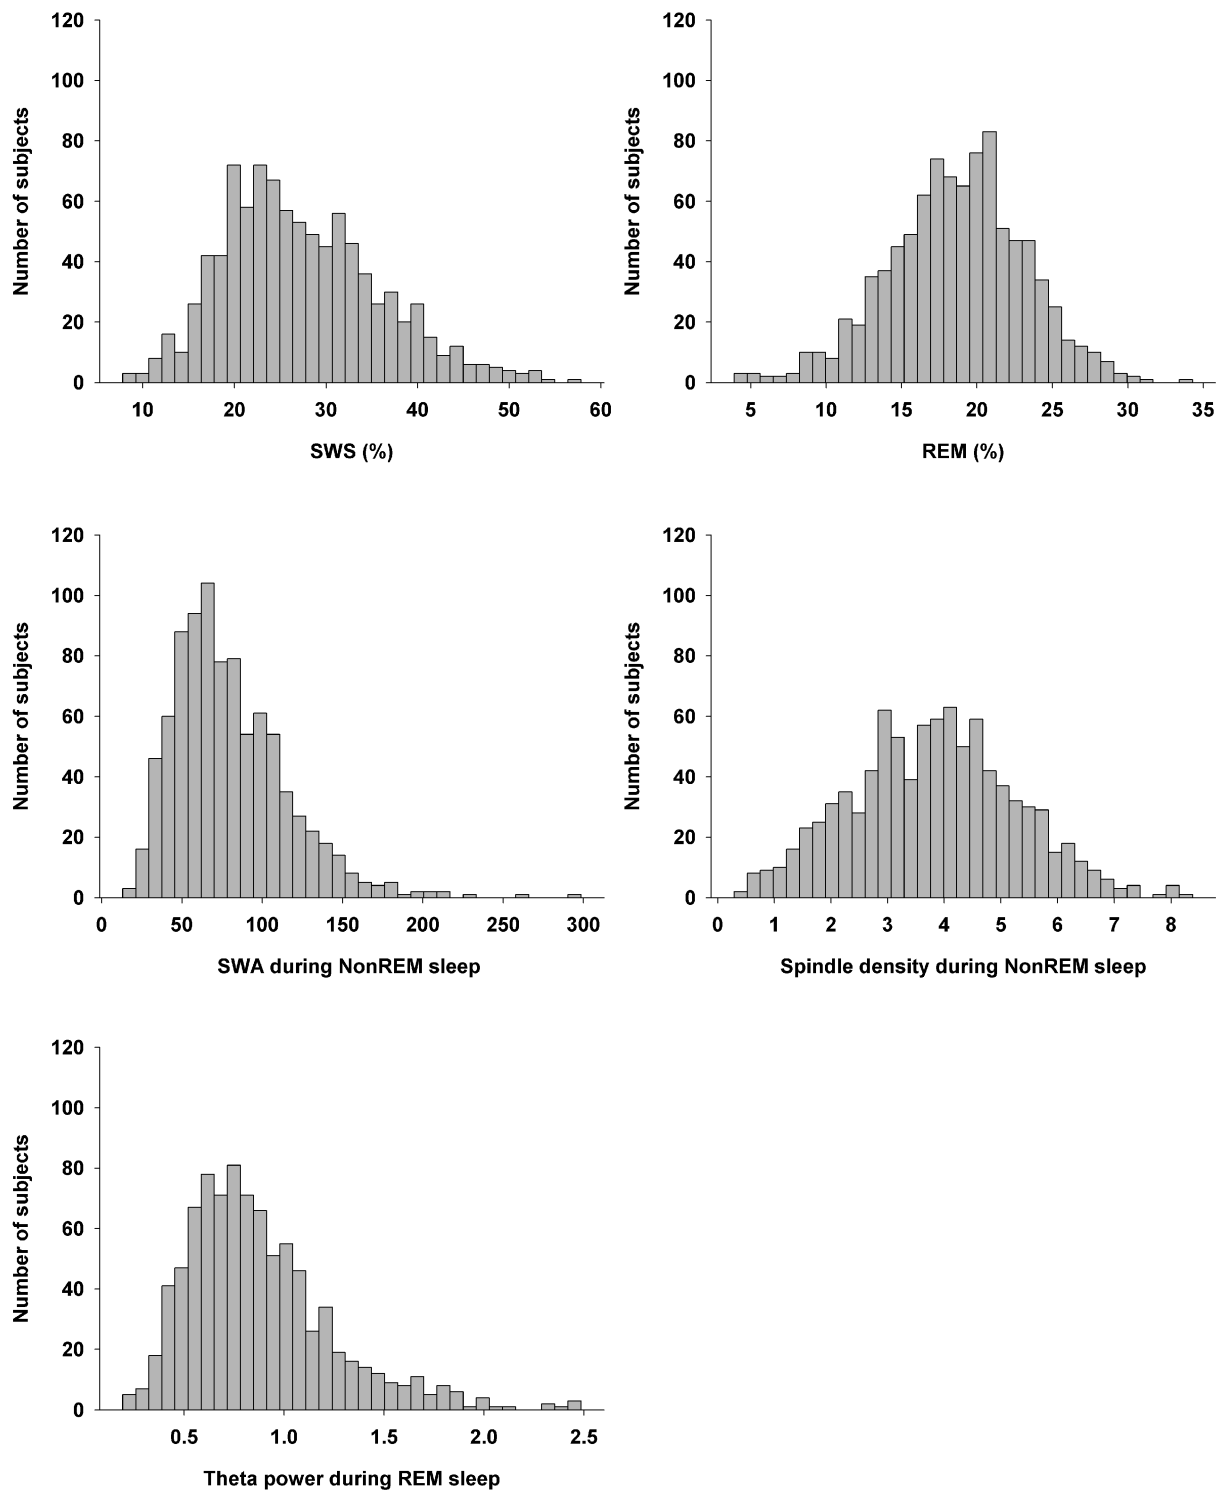 120
100
80
60
40
20
0
Number of subjects
10 20 30 40 50 60
SWS (%)
120
100
80
60
40
20
0
Number of subjects
5 10 15 20 25 30 35
REM (%)
120
100
80
60
40
20
0
Number of subjects
0 50 100 150 200 250 300
SWA during NonREM sleep
120
100
80
60
40
20
0
Number of subjects
0 1 2 3 4 5 6 7 8
Spindle density during NonREM sleep
120
100
80
60
40
20
0
Number of subjects
0.5 1.0 1.5 2.0 2.5
Theta power during REM sleep